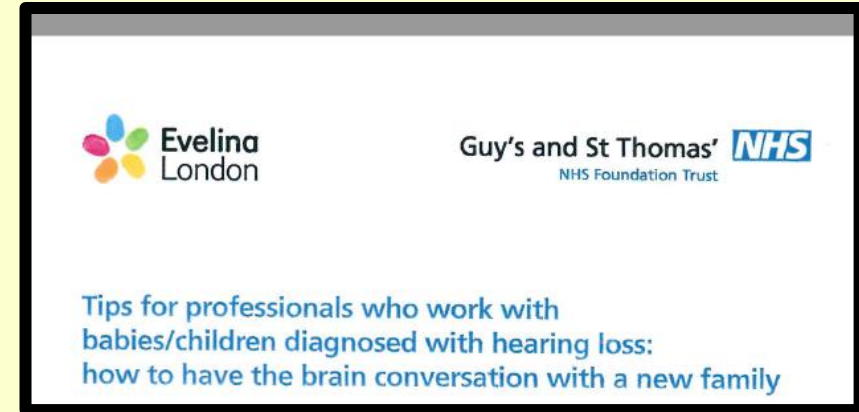 Evelina
London
Guy's and St Thomas' NHS
NHS Foundation Trust
Tips for professionals who work with
babies/children diagnosed with hearing loss:
how to have the brain conversation with a new family